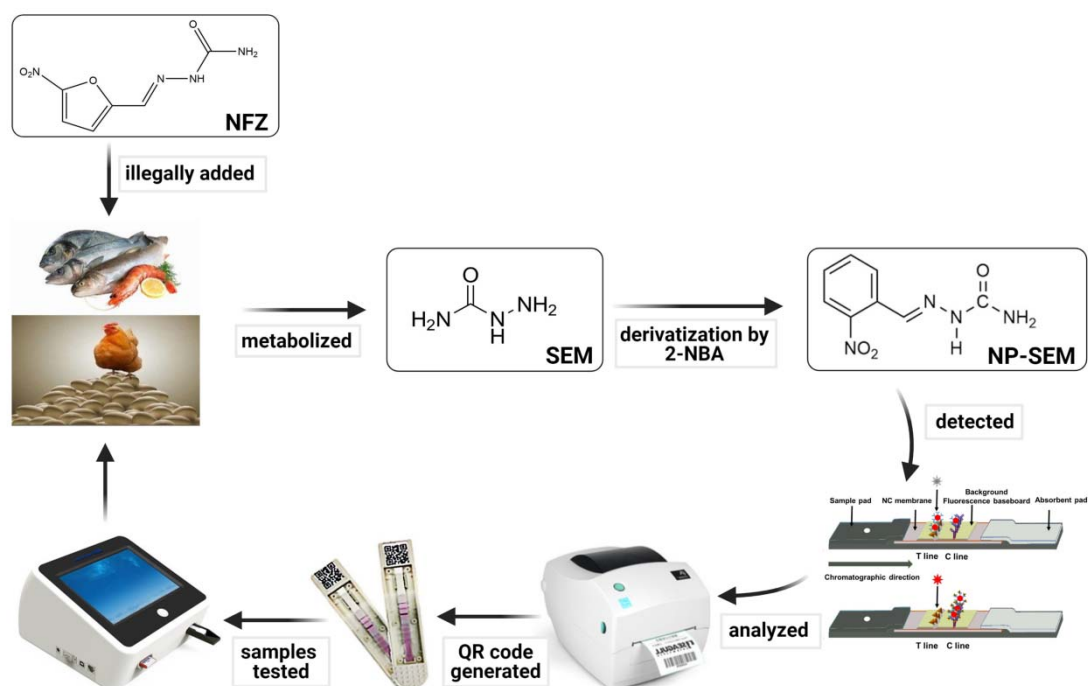 O
NH₂
O₂N
O
N
NH
NFZ
illegally added
metabolized
O
H₂N
N
H
NH₂
SEM
derivatization by
2-NBA
O
N
C
N
NH₂
NO₂
H
NP-SEM
detected
Background
Sample pad
NC membrane
Fluorescence baseboard
Absorbent pad
T line
C line
Chromatographic direction
T line
C line
analyzed
QR code
generated
samples
tested